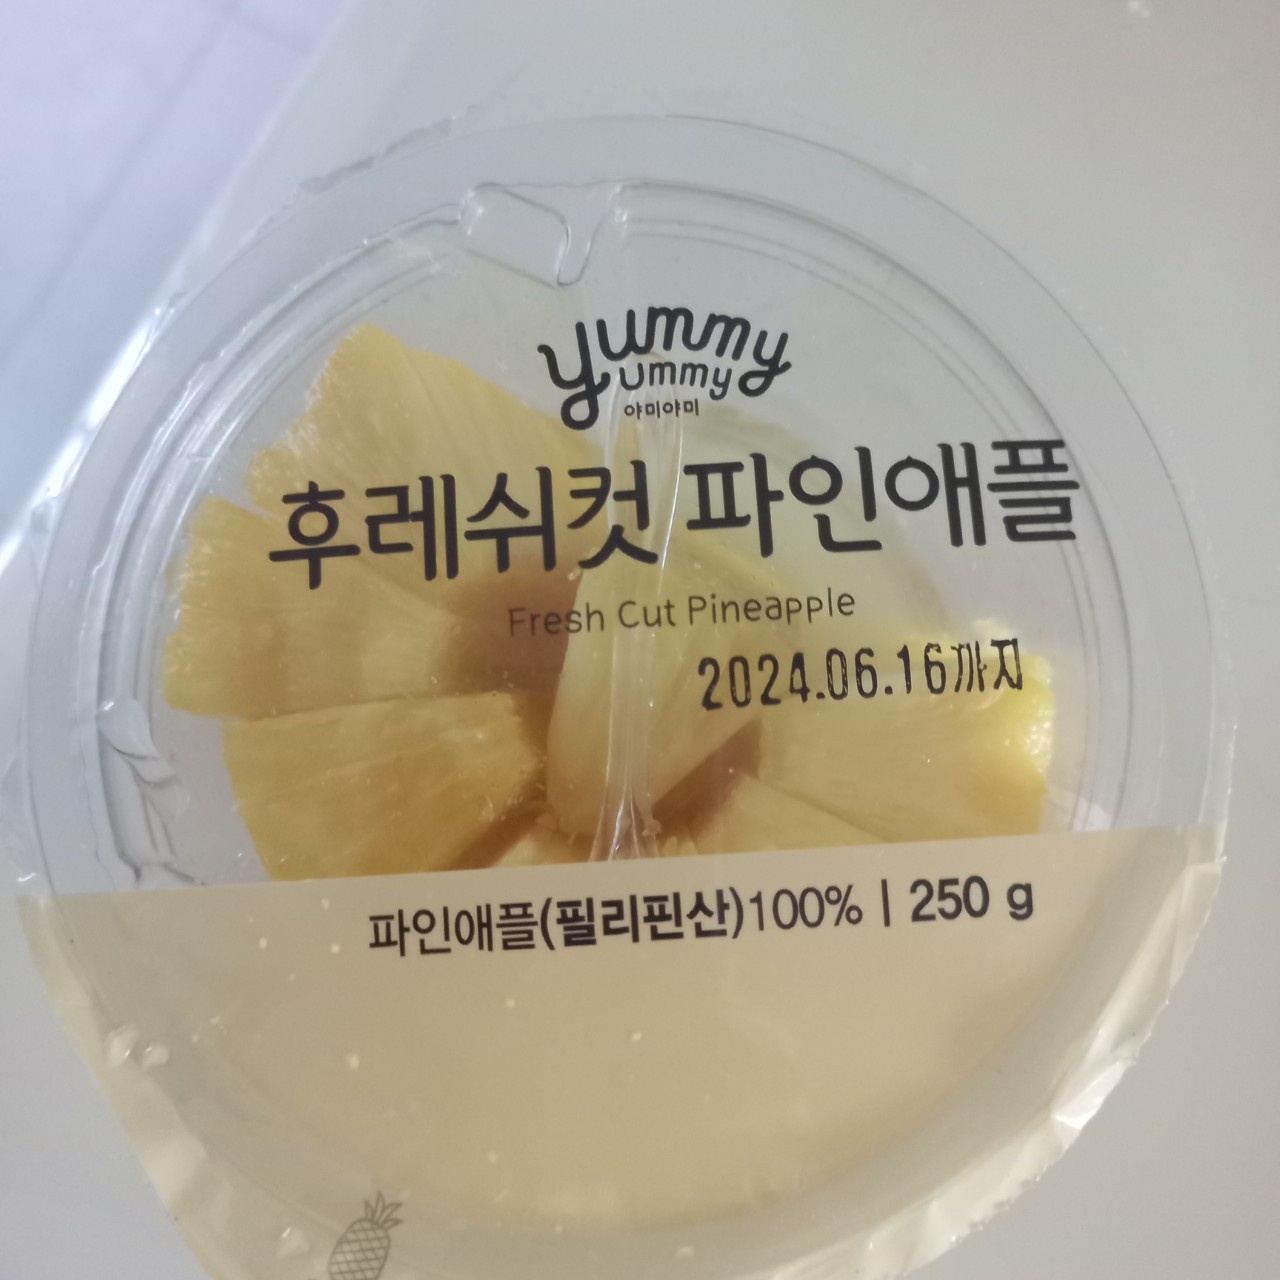 yummy
yummy
야미야미
후레쉬컷 파인애플
Fresh Cut Pineapple
2024.06.16까지
파인애플(필리핀산)100% | 250 g